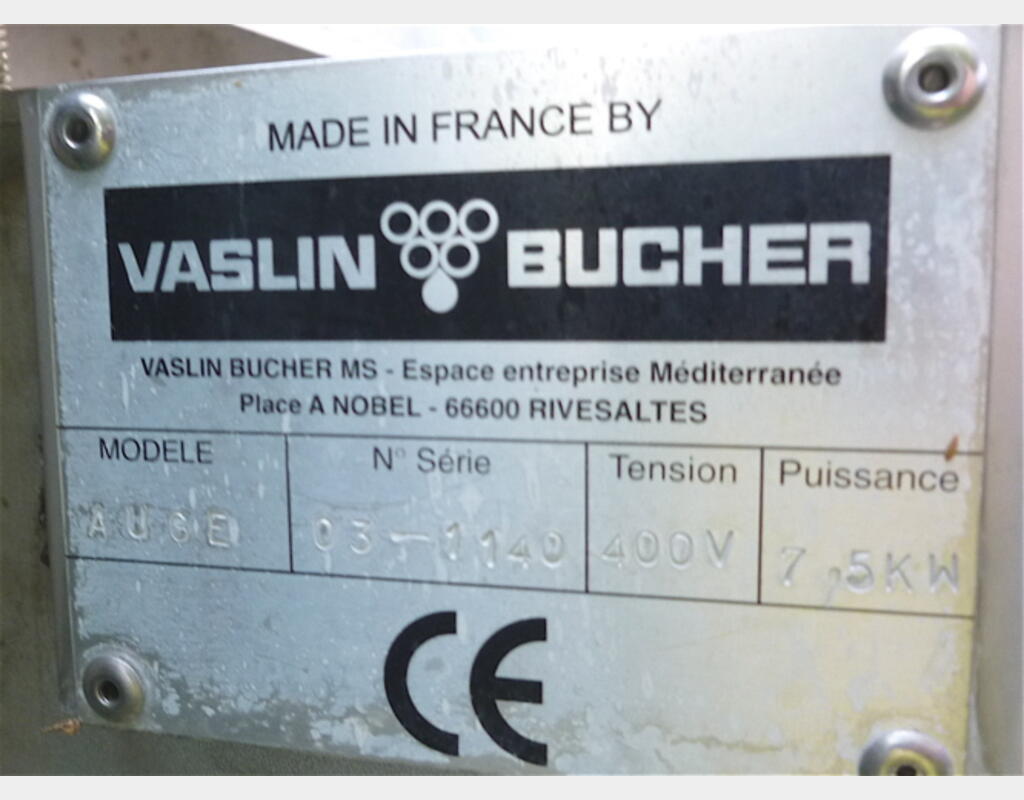 MADE IN FRANCE BY
VASLIN BUCHER
VASLIN BUCHER MS - Espace entreprise Méditerranée
Place A NOBEL - 66600 RIVESALTES
MODELE N° Série Tension Puissance
AUGE 03-1140 400V 7,5KW
CE